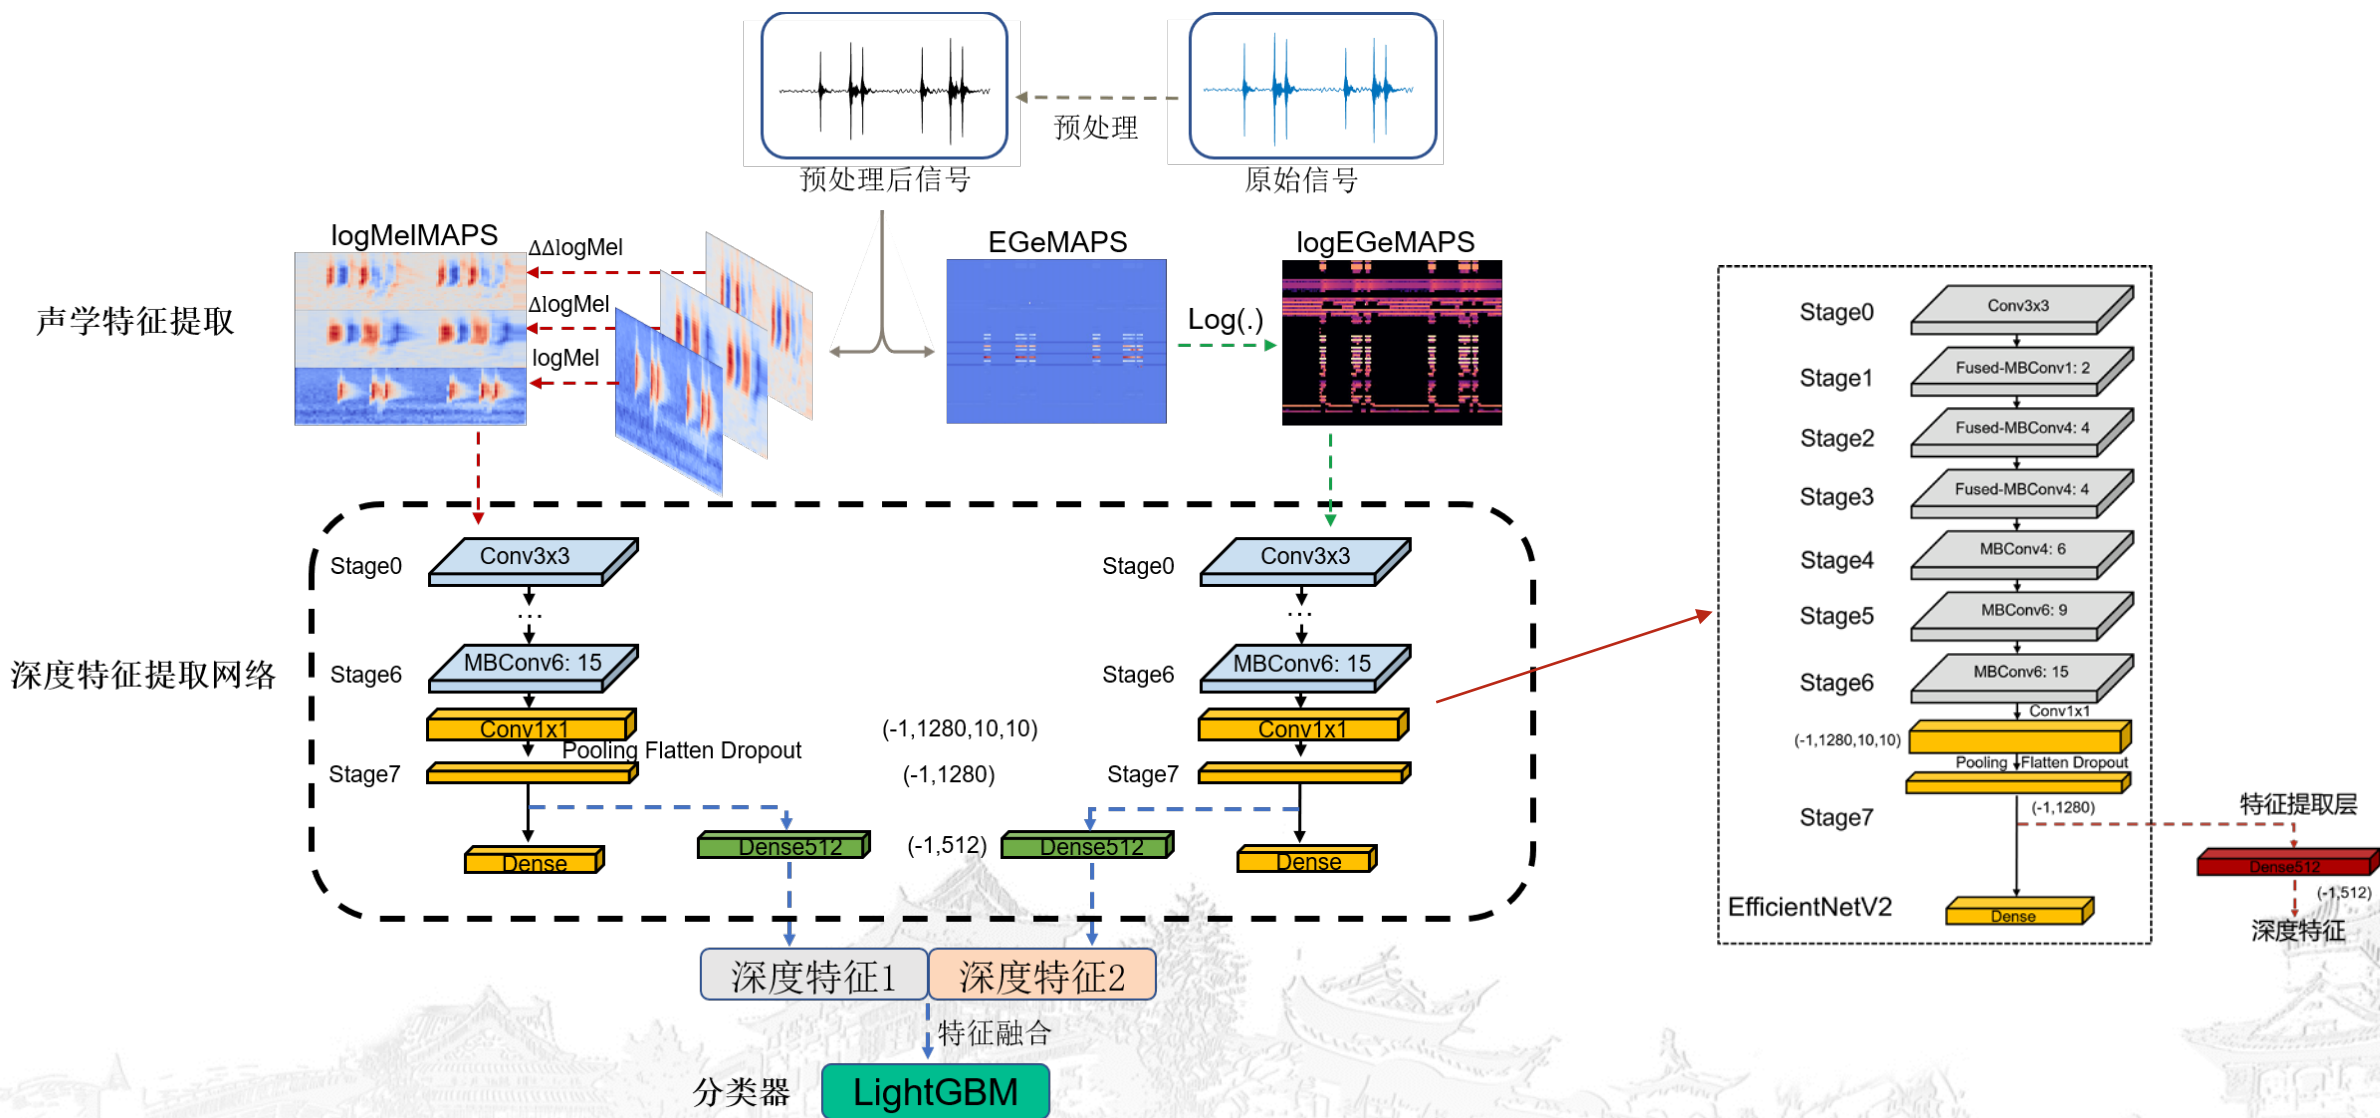 预处理
预处理后信号
原始信号
logMelMAPS
ΔΔlogMel
ΔlogMel
logMel
EGeMAPS
Log(.)
logEGeMAPS
声学特征提取
深度特征提取网络
Stage0
Conv3x3
...
Stage6
MBConv6: 15
Conv1x1
Pooling Flatten Dropout
Stage7
Dense
Dense512
(-1,1280,10,10)
(-1,1280)
(-1,512)
Stage0
Conv3x3
...
Stage6
MBConv6: 15
Conv1x1
Stage7
Dense512
Dense
深度特征1
深度特征2
特征融合
分类器
LightGBM
Stage0
Conv3x3
Stage1
Fused-MBConv1: 2
Stage2
Fused-MBConv4: 4
Stage3
Fused-MBConv4: 4
Stage4
MBConv4: 6
Stage5
MBConv6: 9
Stage6
MBConv6: 15
Conv1x1
(-1,1280,10,10)
Pooling Flatten Dropout
(-1,1280)
Stage7
特征提取层
Dense512
(-1,512)
深度特征
EfficientNetV2
Dense